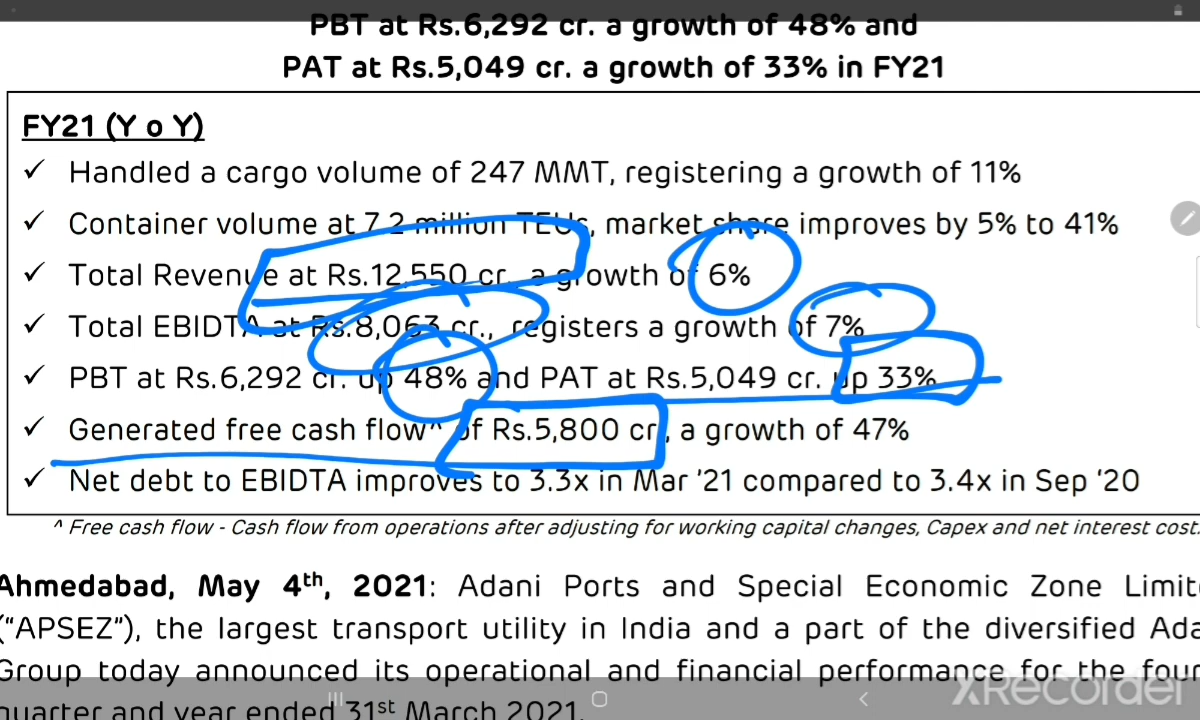 PBT at Rs.6,292 cr. a growth of 48% and
PAT at Rs.5,049 cr. a growth of 33% in FY21
FY21 (Y o Y)
✓ Handled a cargo volume of 247 MMT, registering a growth of 11%
✓ Container volume at 7.2 million TEUs, market share improves by 5% to 41%
✓ Total Revenue at Rs.12,550 cr., a growth of 6%
✓ Total EBIDTA at Rs.8,063 cr., registers a growth of 7%
✓ PBT at Rs.6,292 cr. up 48% and PAT at Rs.5,049 cr. up 33%
✓ Generated free cash flow^ of Rs.5,800 cr, a growth of 47%
✓ Net debt to EBIDTA improves to 3.3x in Mar '21 compared to 3.4x in Sep '20
^ Free cash flow - Cash flow from operations after adjusting for working capital changes, Capex and net interest cost.
Ahmedabad, May 4th, 2021: Adani Ports and Special Economic Zone Limite
("APSEZ"), the largest transport utility in India and a part of the diversified Ada
Group today announced its operational and financial performance for the four
quarter and year ended 31st March 2021.
XRecorder